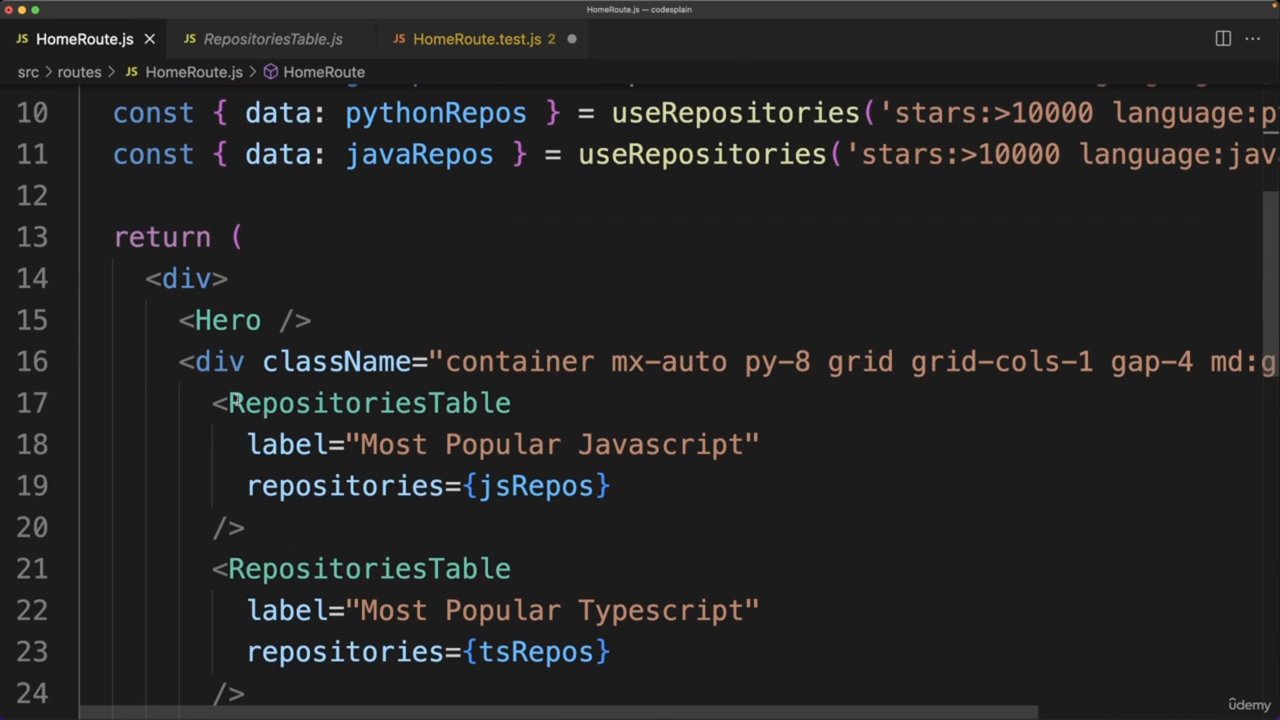 HomeRoute.js — codesplain
JS HomeRoute.js JS RepositoriesTable.js JS HomeRoute.test.js 2
src routes JS HomeRoute.js HomeRoute
10 const { data: pythonRepos } = useRepositories('stars:>10000 language:p
11 const { data: javaRepos } = useRepositories('stars:>10000 language:jav
12
13 return (
14 <div>
15 <Hero />
16 <div className="container mx-auto py-8 grid grid-cols-1 gap-4 md:g
17 <RepositoriesTable
18 label="Most Popular Javascript"
19 repositories={jsRepos}
20 />
21 <RepositoriesTable
22 label="Most Popular Typescript"
23 repositories={tsRepos}
24 />
ûdemy